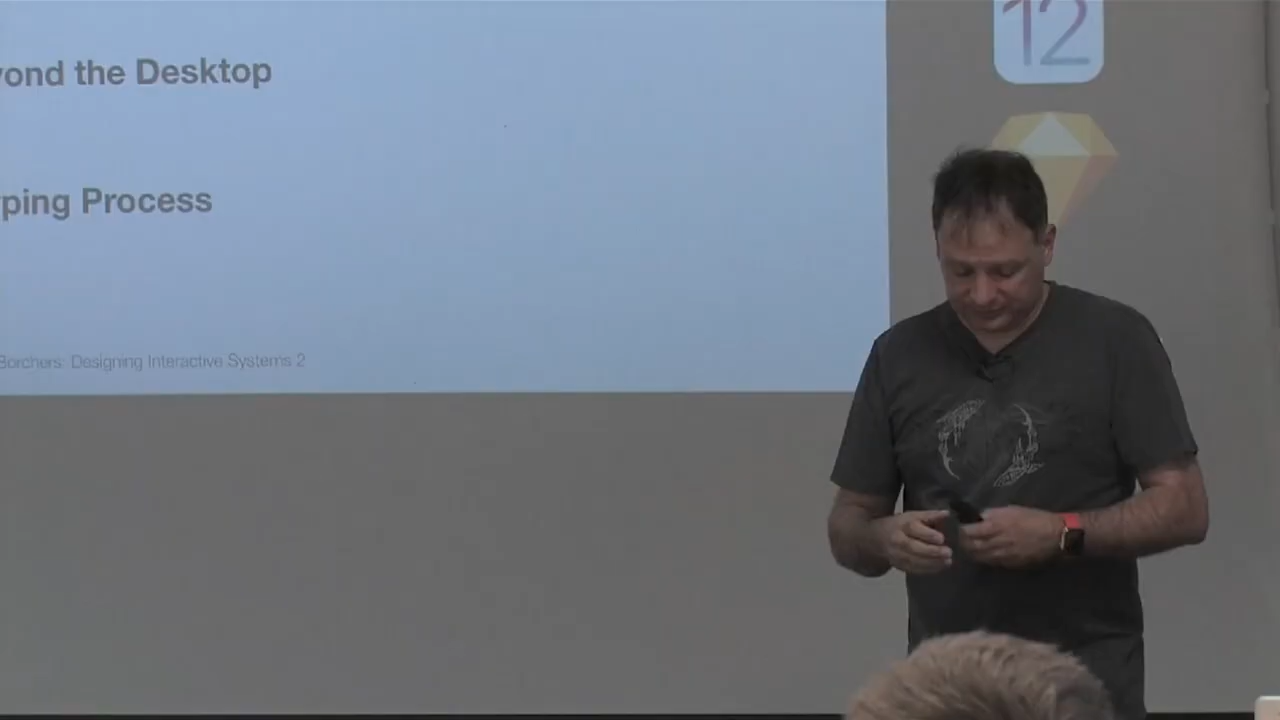 yond the Desktop
ping Process
Borchers: Designing Interactive Systems 2
12